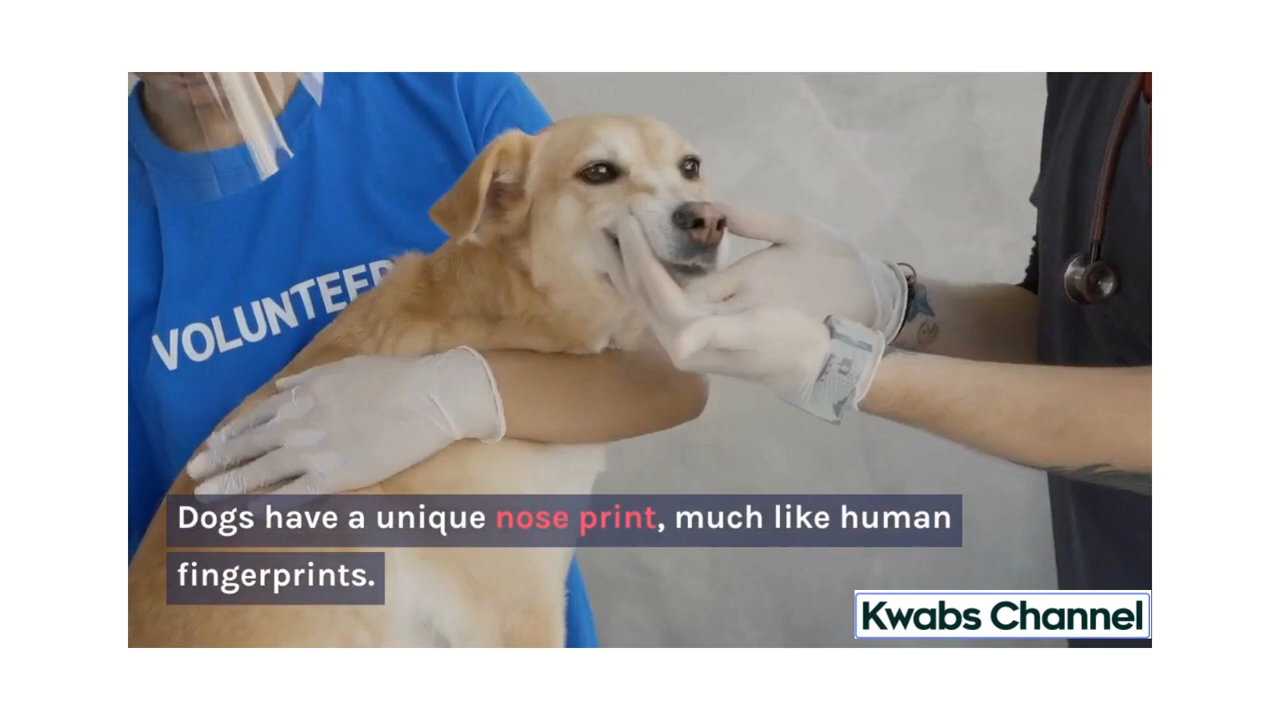 VOLUNTEER
Dogs have a unique nose print, much like human
fingerprints.
Kwabs Channel